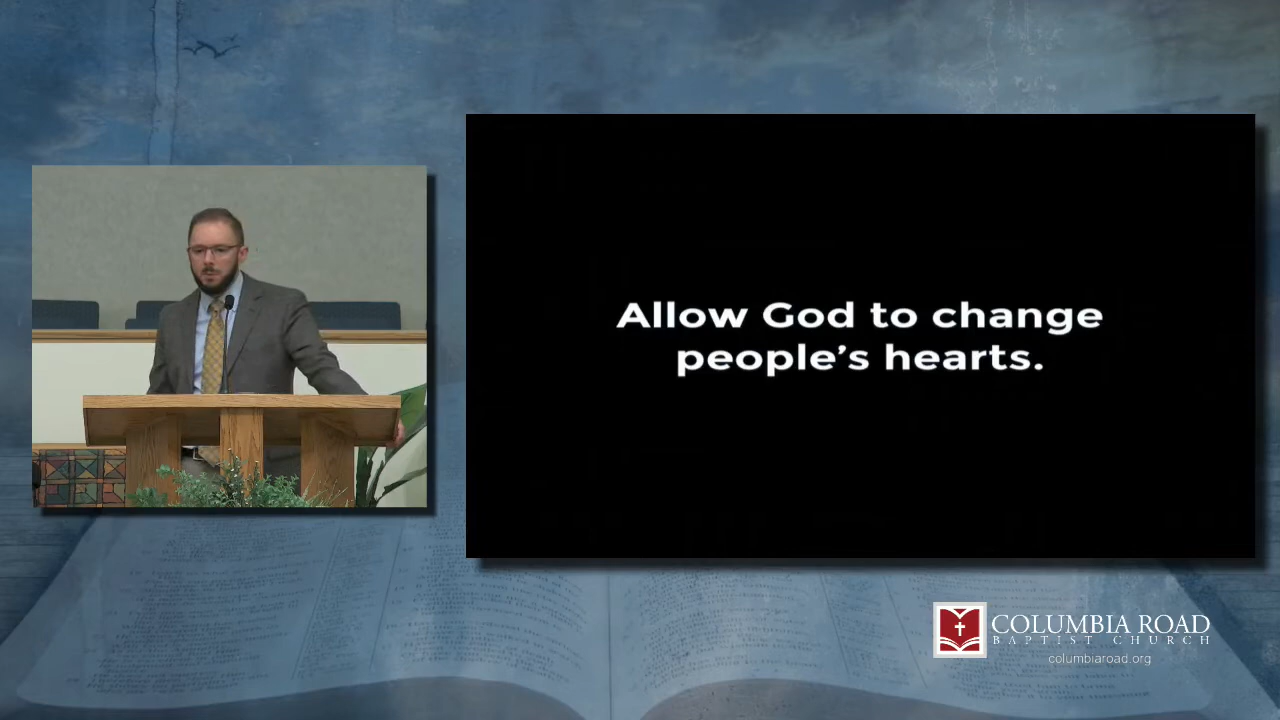 Allow God to change
people's hearts.
COLUMBIA ROAD
BAPTIST CHURCH
columbiaroad.org